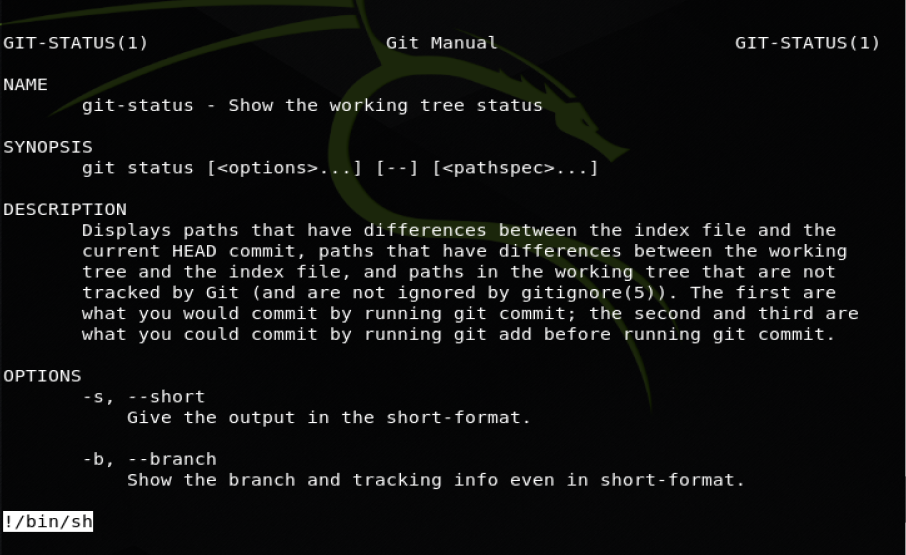 GIT-STATUS(1) Git Manual GIT-STATUS(1)
NAME
git-status - Show the working tree status
SYNOPSIS
git status [<options>...] [--] [<pathspec>...]
DESCRIPTION
Displays paths that have differences between the index file and the
current HEAD commit, paths that have differences between the working
tree and the index file, and paths in the working tree that are not
tracked by Git (and are not ignored by gitignore(5)). The first are
what you would commit by running git commit; the second and third are
what you could commit by running git add before running git commit.
OPTIONS
-s, --short
Give the output in the short-format.
-b, --branch
Show the branch and tracking info even in short-format.
!/bin/sh